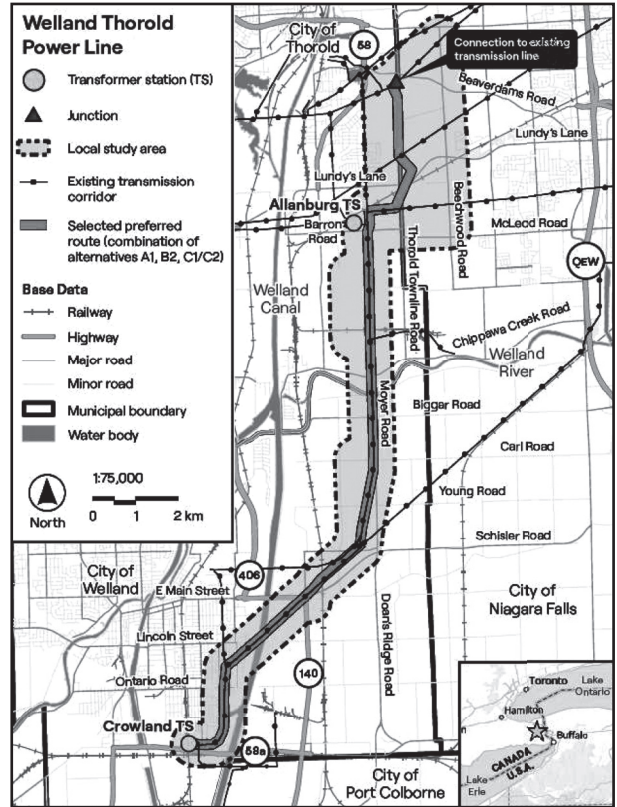 Welland Thorold
Power Line
Transformer station (TS)
Junction
Local study area
Existing transmission
corridor
Selected preferred
route (combination of
alternatives A1, B2, C1/C2)
Base Data
Railway
Highway
Major road
Minor road
Municipal boundary
Water body
1:75,000
North
0 1 2 km
City of
Thorold
58
Connection to existing
transmission line
Beaverdams Road
Lundy's Lane
Lundy's Lane
Allanburg TS
Barron
Road
Beechwood Road
McLeod Road
Thorold Townline Road
QEW
Welland
Canal
Chippawa Creek Road
Welland
River
Moyer Road
Biggar Road
Carl Road
Young Road
Schisler Road
City of
Welland
406
E Main Street
City of
Niagara Falls
Lincoln Street
Doan's Ridge Road
140
Ontario Road
Crowland TS
58a
City of
Port Colborne
Toronto
Lake
Ontario
Hamilton
Buffalo
CANADA
U.S.A.
Lake
Erie